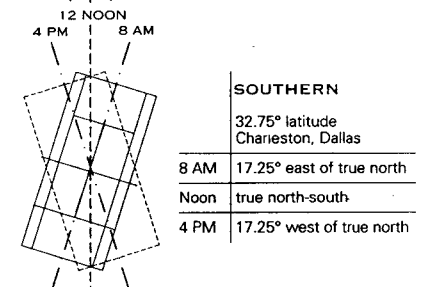 12 NOON
4 PM 8 AM
SOUTHERN
32.75° latitude
Charleston, Dallas
8 AM 17.25° east of true north
Noon true north-south
4 PM 17.25° west of true north